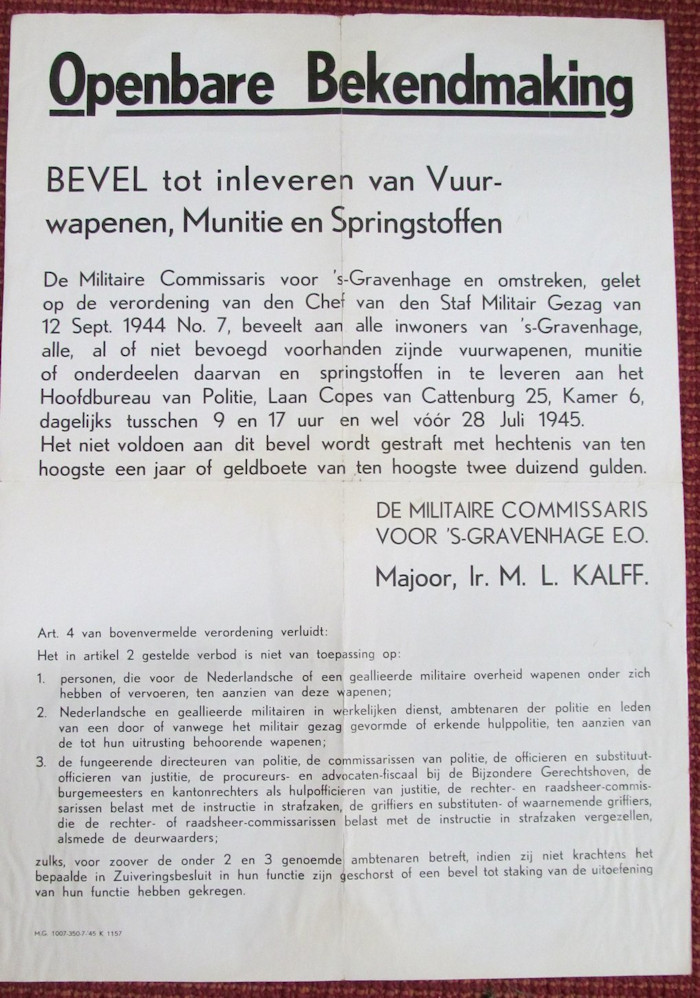 Openbare Bekendmaking
BEVEL tot inleveren van Vuur-
wapenen, Munitie en Springstoffen
De Militaire Commissaris voor 's-Gravenhage en omstreken, gelet
op de verordening van den Chef van den Staf Militair Gezag van
12 Sept. 1944 No. 7, beveelt aan alle inwoners van 's-Gravenhage,
alle, al of niet bevoegd voorhanden zijnde vuurwapenen, munitie
of onderdeelen daarvan en springstoffen in te leveren aan het
Hoofdbureau van Politie, Laan Copes van Cattenburg 25, Kamer 6,
dagelijks tusschen 9 en 17 uur en wel vóór 28 Juli 1945.
Het niet voldoen aan dit bevel wordt gestraft met hechtenis van ten
hoogste een jaar of geldboete van ten hoogste twee duizend gulden.
DE MILITAIRE COMMISSARIS
VOOR 'S-GRAVENHAGE E.O.
Majoor, Ir. M. L. KALFF.
Art. 4 van bovenvermelde verordening verluidt:
Het in artikel 2 gestelde verbod is niet van toepassing op:
1. personen, die voor de Nederlandsche of een geallieerde militaire overheid wapenen onder zich
hebben of vervoeren, ten aanzien van deze wapenen;
2. Nederlandsche en geallieerde militairen in werkelijken dienst, ambtenaren der politie en leden
van een door of vanwege het militair gezag gevormde of erkende hulppolitie, ten aanzien van
de tot hun uitrusting behoorende wapenen;
3. de fungeerende directeuren van politie, de commissarissen van politie, de officieren en substituut-
officieren van justitie, de procureurs- en advocaten-fiscaal bij de Bijzondere Gerechtshoven, de
burgemeesters en kantonrechters als hulpofficieren van justitie, de rechter- en raadsheer-commis-
sarissen belast met de instructie in strafzaken, de griffiers en substituten- of waarnemende griffiers,
die de rechter- of raadsheer-commissarissen belast met de instructie in strafzaken vergezellen,
alsmede de deurwaarders;
zulks, voor zoover de onder 2 en 3 genoemde ambtenaren betreft, indien zij niet krachtens het
bepaalde in Zuiveringsbesluit in hun functie zijn geschorst of een bevel tot staking van de uitoefening
van hun functie hebben gekregen.
M.G. 1007-350-7-'45 K 1157